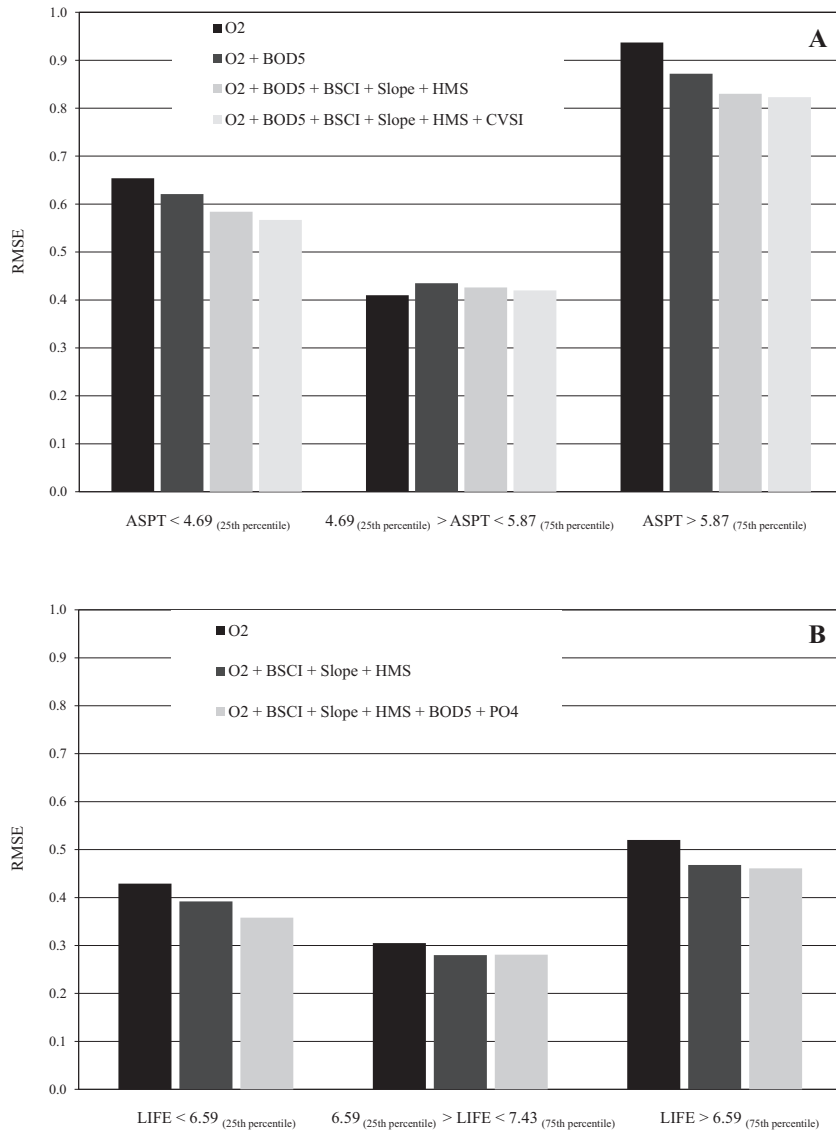 1.0
A
O2
0.9
O2 + BOD5
O2 + BOD5 + BSCI + Slope + HMS
0.8
O2 + BOD5 + BSCI + Slope + HMS + CVSI
0.7
0.6
RMSE
0.5
0.4
0.3
0.2
0.1
0.0
ASPT < 4.69 (25th percentile)
4.69 (25th percentile) > ASPT < 5.87 (75th percentile)
ASPT > 5.87 (75th percentile)
1.0
B
O2
0.9
O2 + BSCI + Slope + HMS
0.8
O2 + BSCI + Slope + HMS + BOD5 + PO4
0.7
0.6
0.5
RMSE
0.4
0.3
0.2
0.1
0.0
LIFE < 6.59 (25th percentile)
6.59 (25th percentile) > LIFE < 7.43 (75th percentile)
LIFE > 6.59 (75th percentile)